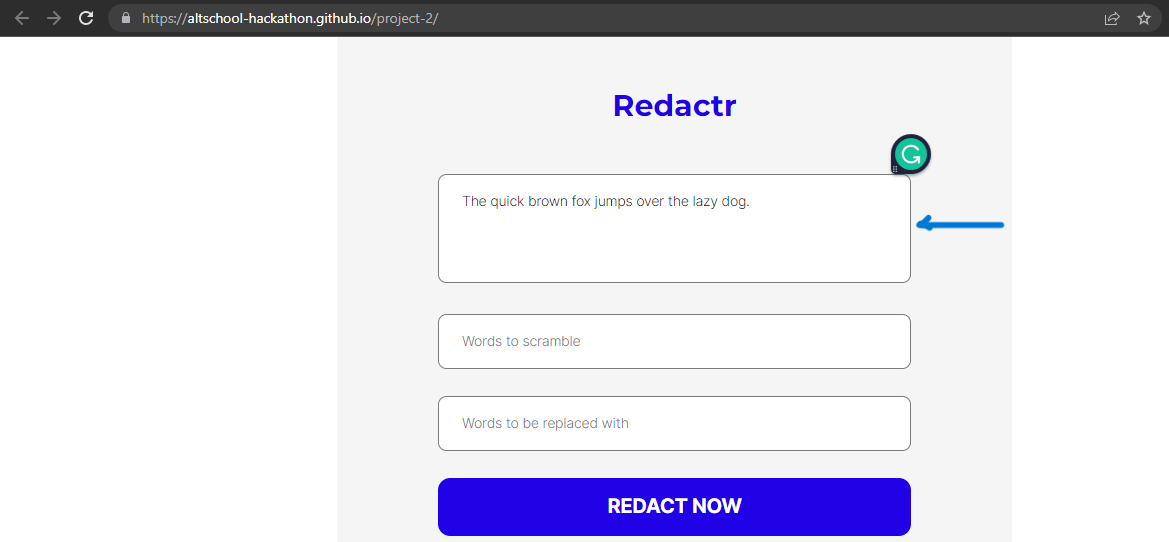 https://altschool-hackathon.github.io/project-2/
Redactr
The quick brown fox jumps over the lazy dog.
Words to scramble
Words to be replaced with
REDACT NOW